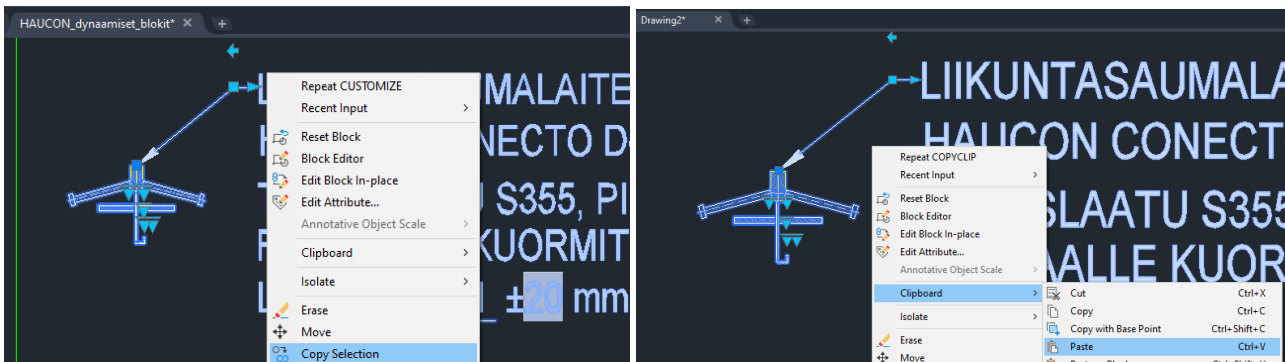 HAUCON_dynaamiset_blokit*
Repeat CUSTOMIZE
Recent Input
Reset Block
Block Editor
Edit Block In-place
Edit Attribute...
Annotative Object Scale
Clipboard
Isolate
Erase
Move
Copy Selection
MALAITE
NECTO D
S355, PI
KUORMIT
±20 mm
Drawing2*
LIIKUNTASAUMALA
HAUCON CONECT
SLAATU S355
AALLE KUOR
Repeat COPYCLIP
Recent Input
Reset Block
Block Editor
Edit Block In-place
Edit Attribute...
Annotative Object Scale
Clipboard
Isolate
Erase
Move
Cut Ctrl+X
Copy Ctrl+C
Copy with Base Point Ctrl+Shift+C
Paste Ctrl+V